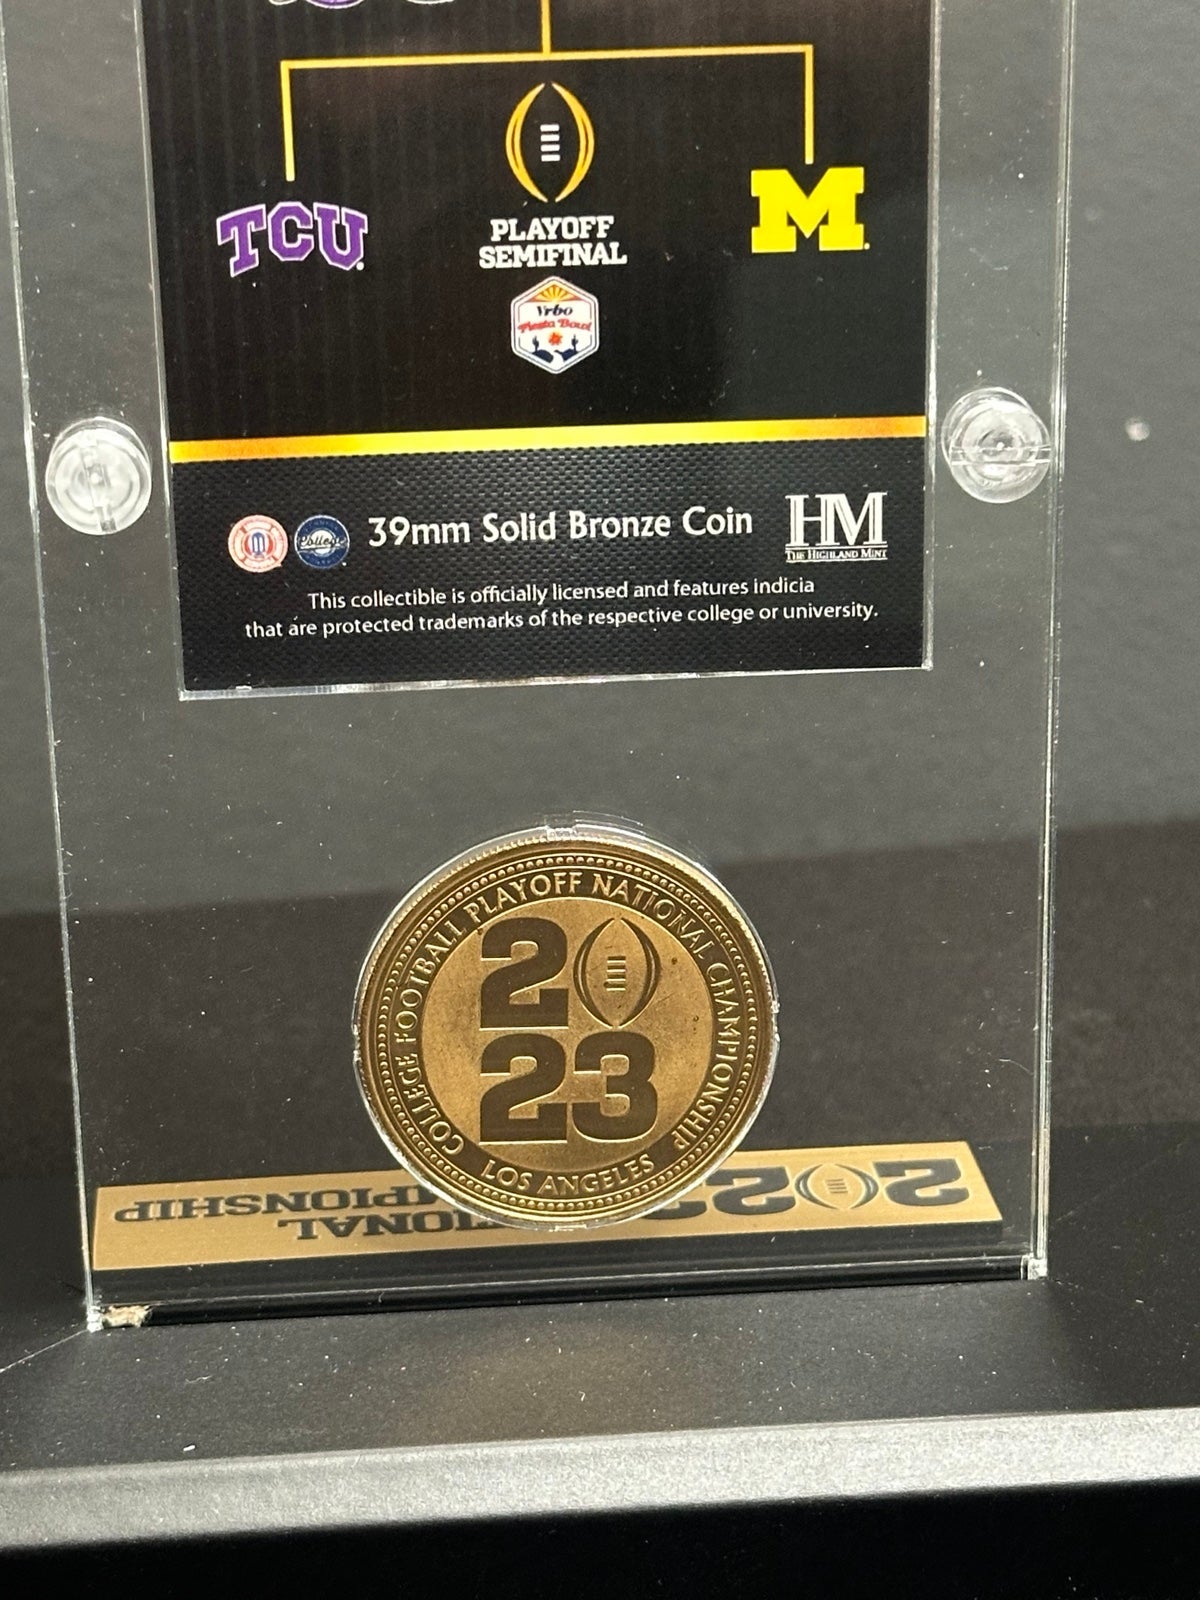 TCU
M
PLAYOFF
SEMIFINAL
Vrbo
Fiesta Bowl
39mm Solid Bronze Coin
HM
THE HIGHLAND MINT
This collectible is officially licensed and features indicia
that are protected trademarks of the respective college or university.
COLLEGE FOOTBALL PLAYOFF NATIONAL CHAMPIONSHIP
20
23
LOS ANGELES